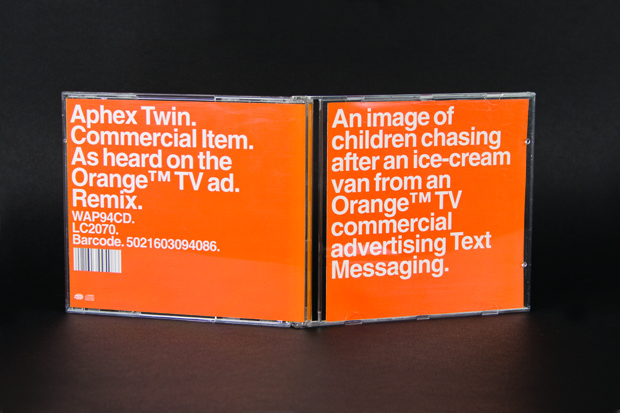 Aphex Twin.
Commercial Item.
As heard on the
Orange™ TV ad.
Remix.
WAP94CD.
LC2070.
Barcode. 5021603094086.
An image of
children chasing
after an ice-cream
van from an
Orange™ TV
commercial
advertising Text
Messaging.